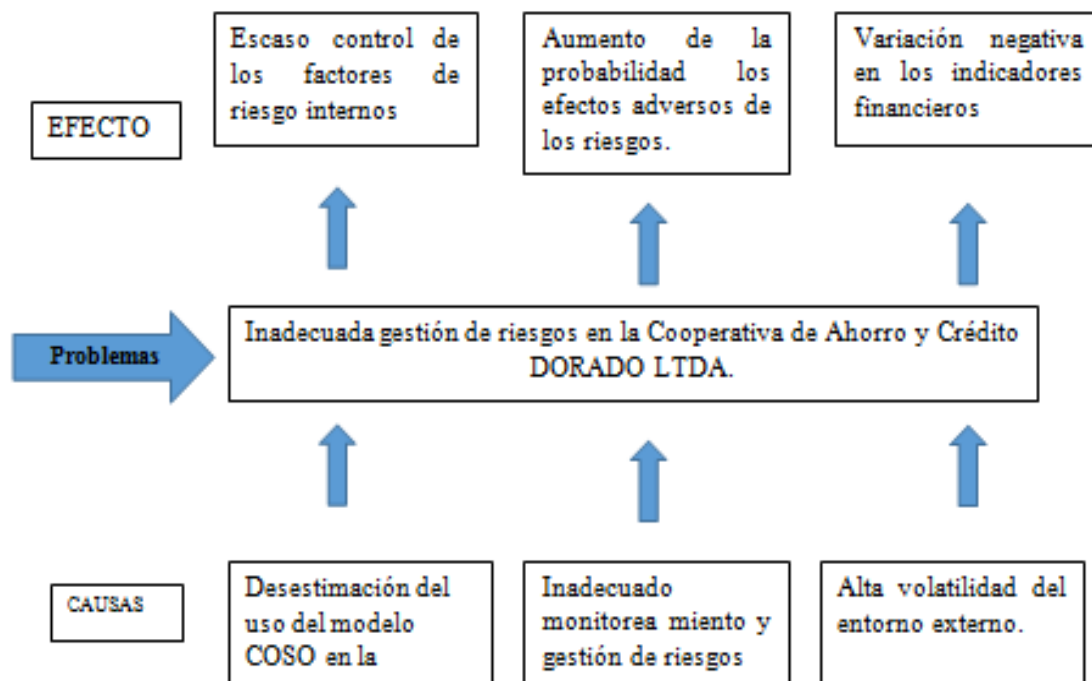 Escaso control de
los factores de
riesgo internos
Aumento de la
probabilidad los
efectos adversos de
los riesgos.
Variación negativa
en los indicadores
financieros
EFECTO
Problemas
Inadecuada gestión de riesgos en la Cooperativa de Ahorro y Crédito
DORADO LTDA.
CAUSAS
Desestimación del
uso del modelo
COSO en la
Inadecuado
monitorea miento y
gestión de riesgos
Alta volatilidad del
entorno externo.